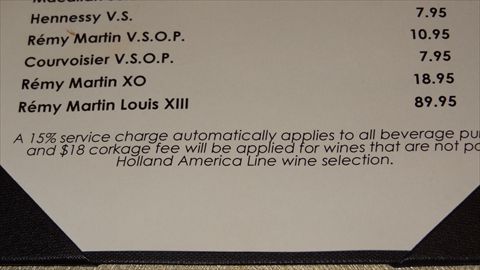 Hennessy V.S. 7.95
Rémy Martin V.S.O.P. 10.95
Courvoisier V.S.O.P. 7.95
Rémy Martin XO 18.95
Rémy Martin Louis XIII 89.95
A 15% service charge automatically applies to all beverage pu
and $18 corkage fee will be applied for wines that are not pa
Holland America Line wine selection.